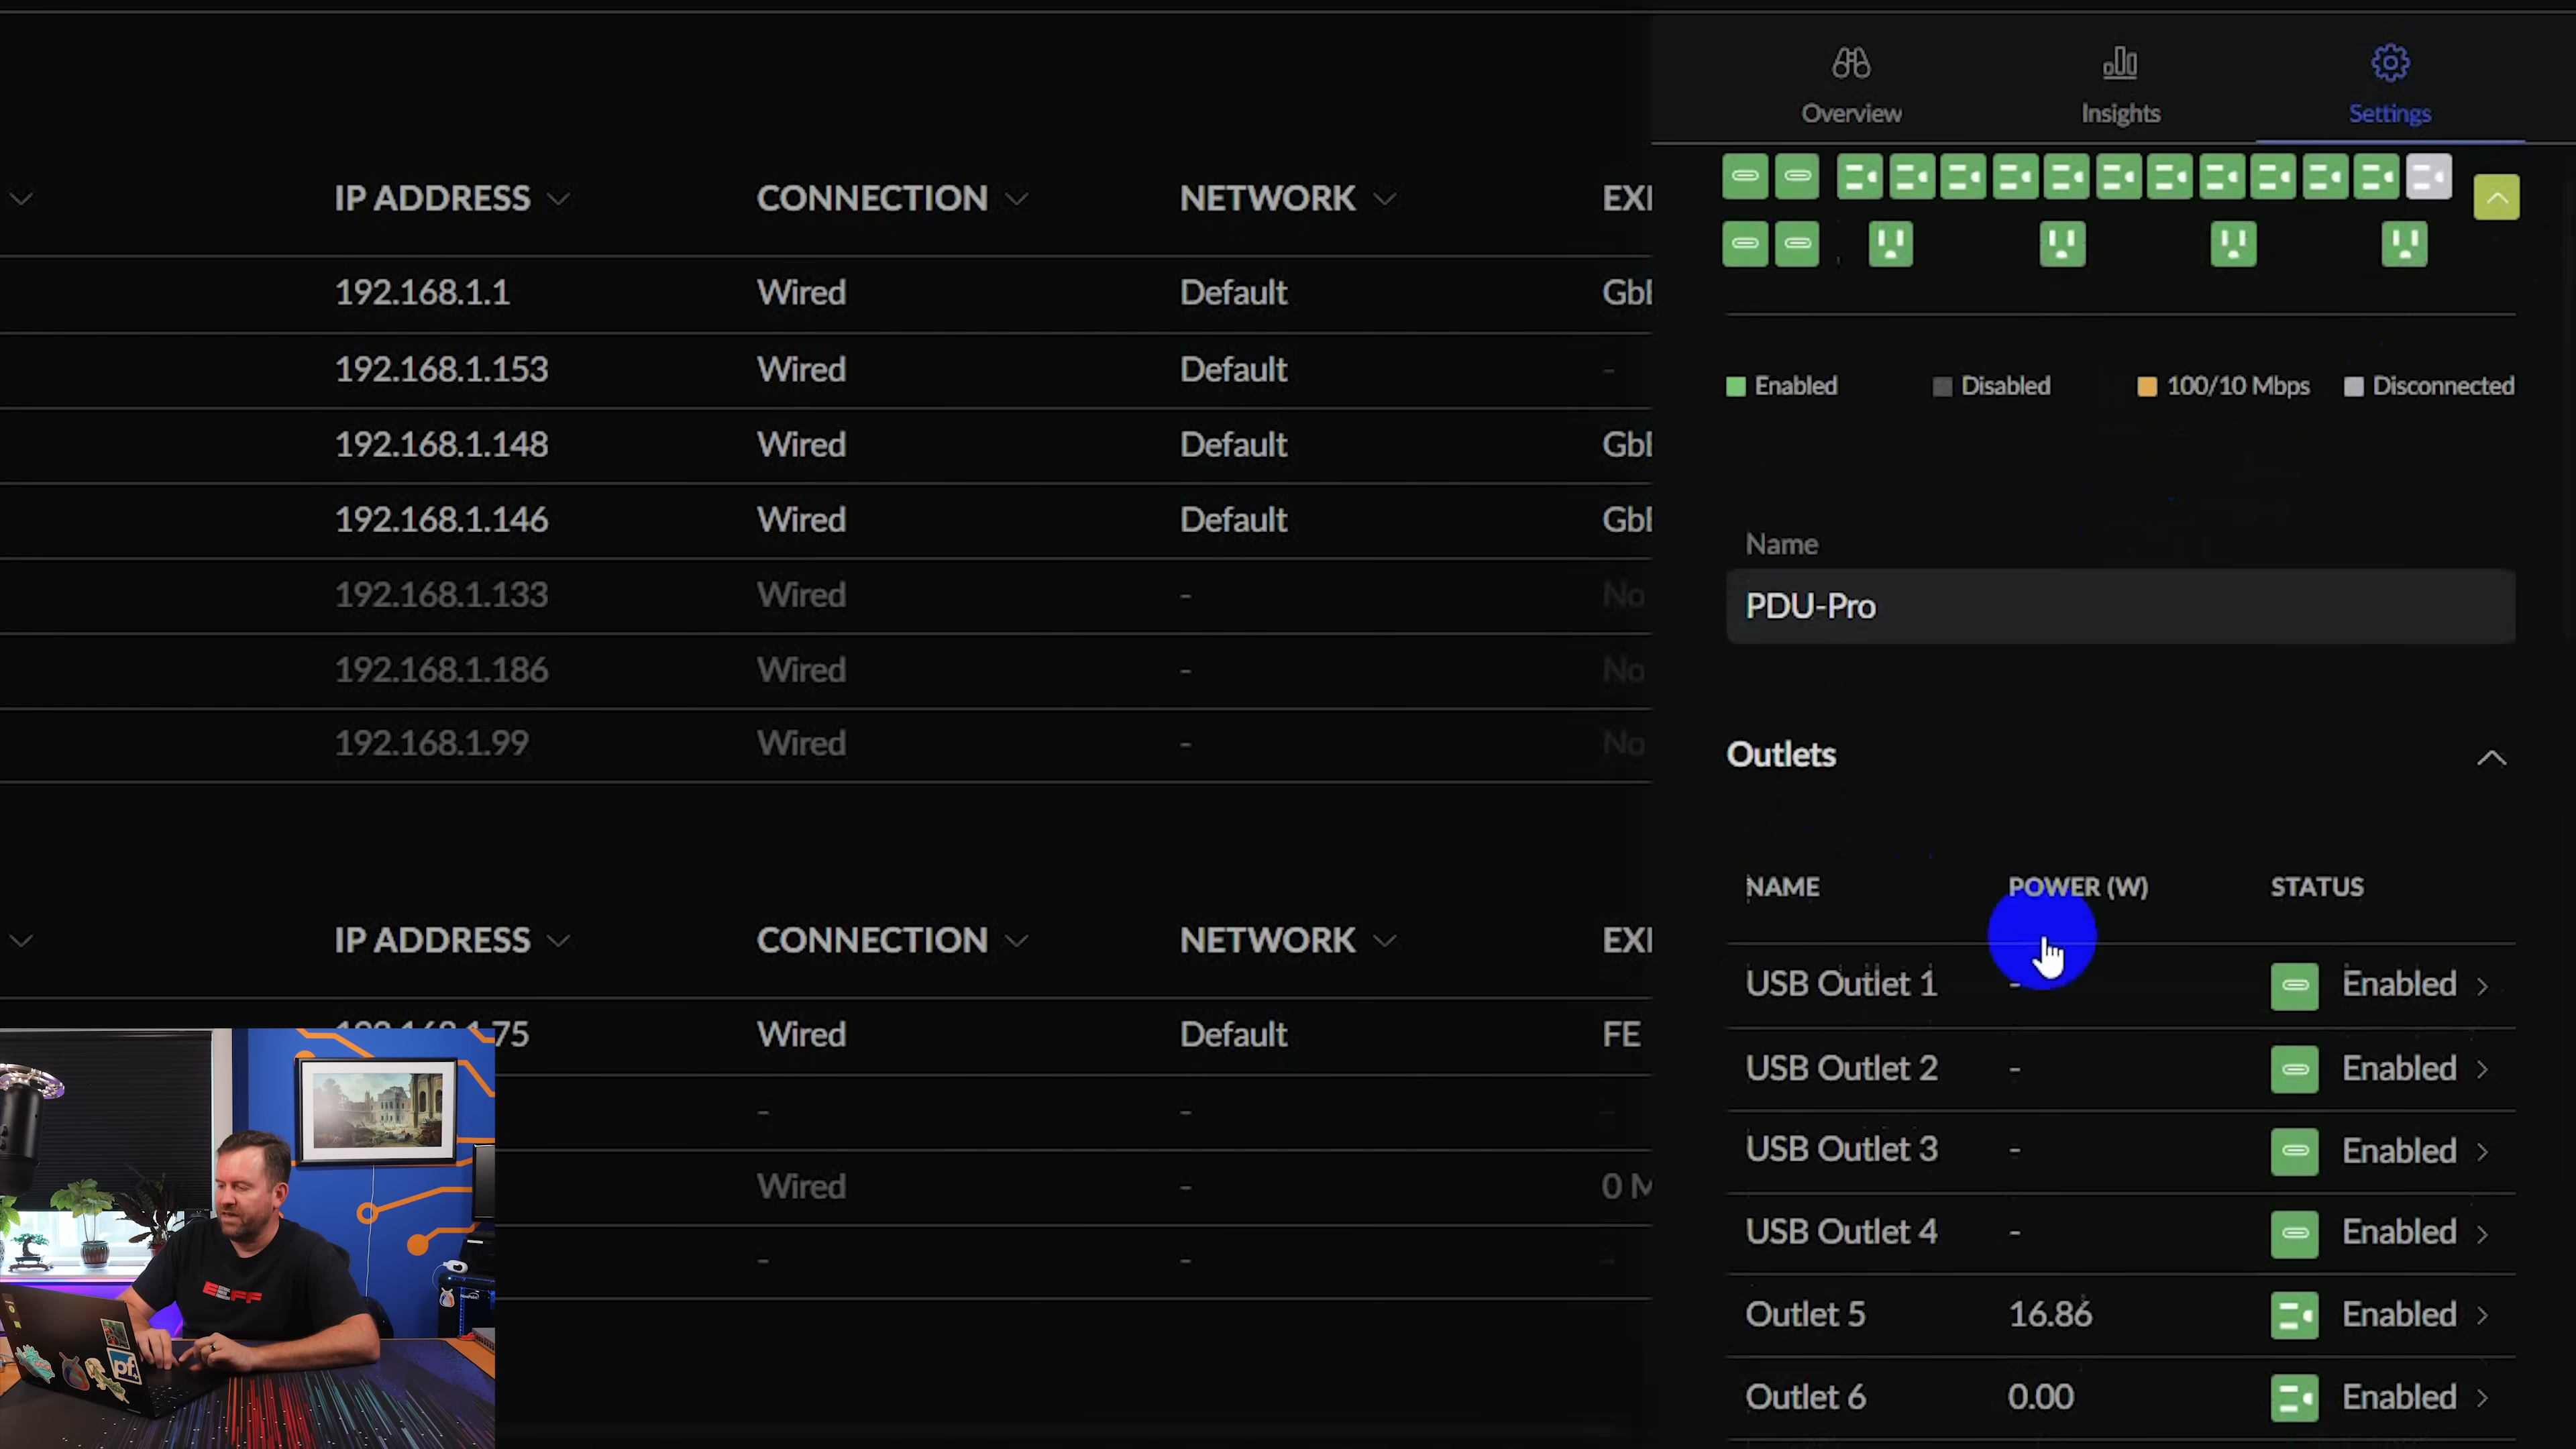 Overview Insights Settings
IP ADDRESS CONNECTION NETWORK
192.168.1.1 Wired Default
192.168.1.153 Wired Default -
192.168.1.148 Wired Default
192.168.1.146 Wired Default
192.168.1.133 Wired - No
192.168.1.186 Wired - No
192.168.1.99 Wired - No
IP ADDRESS CONNECTION NETWORK
Wired Default FE
- - -
Wired - 0
- - -
Enabled Disabled 100/10 Mbps Disconnected
Name
PDU-Pro
Outlets
NAME POWER (W) STATUS
USB Outlet 1 - Enabled
USB Outlet 2 - Enabled
USB Outlet 3 - Enabled
USB Outlet 4 - Enabled
Outlet 5 16.86 Enabled
Outlet 6 0.00 Enabled
EEFF
pf